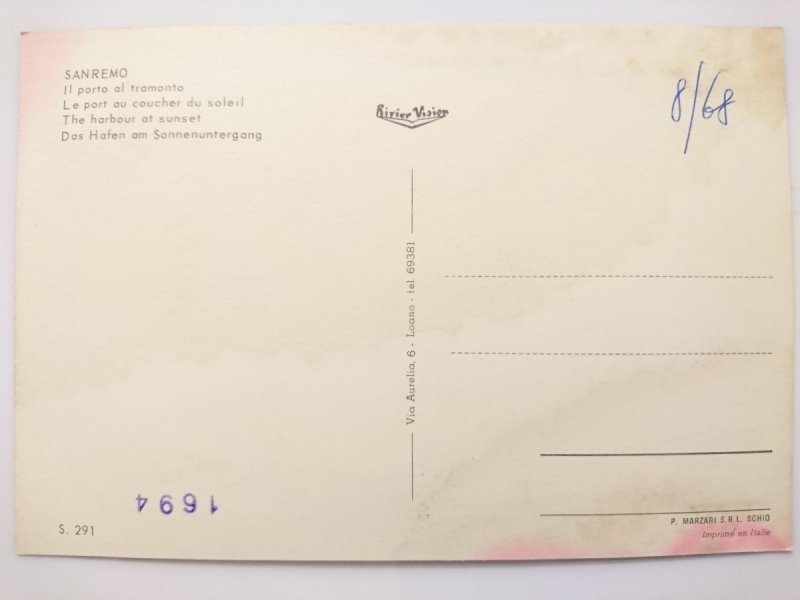 SANREMO
Il porto al tramonto
Le port au coucher du soleil
The harbour at sunset
Das Hafen am Sonnenuntergang
Rivier Visior
8/68
Via Aurelia, 6 - Loano - tel. 69381
1694
S. 291
P. MARZARI S.R.L. SCHIO
Imprimé en Italie